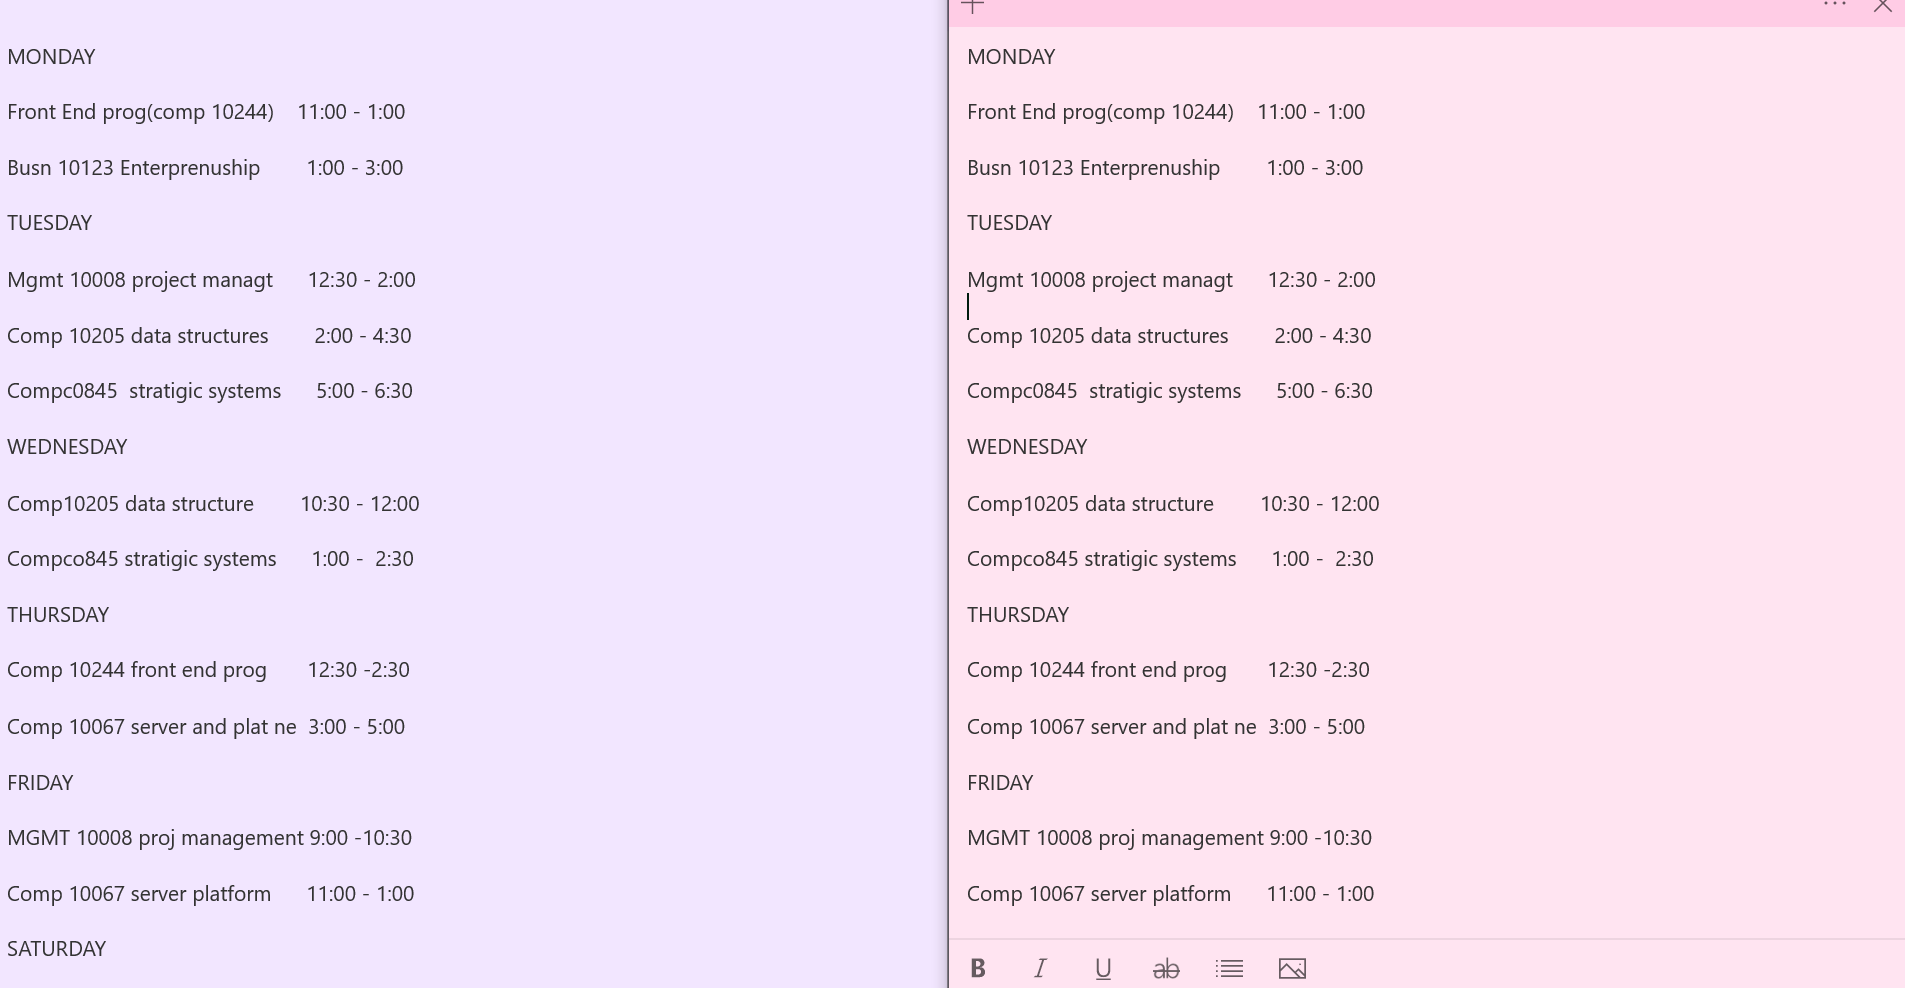 MONDAY
Front End prog(comp 10244) 11:00 - 1:00
Busn 10123 Enterprenuship 1:00 - 3:00
TUESDAY
Mgmt 10008 project managt 12:30 - 2:00
Comp 10205 data structures 2:00 - 4:30
Compc0845 stratigic systems 5:00 - 6:30
WEDNESDAY
Comp10205 data structure 10:30 - 12:00
Compco845 stratigic systems 1:00 - 2:30
THURSDAY
Comp 10244 front end prog 12:30 -2:30
Comp 10067 server and plat ne 3:00 - 5:00
FRIDAY
MGMT 10008 proj management 9:00 -10:30
Comp 10067 server platform 11:00 - 1:00
SATURDAY
MONDAY
Front End prog(comp 10244) 11:00 - 1:00
Busn 10123 Enterprenuship 1:00 - 3:00
TUESDAY
Mgmt 10008 project managt 12:30 - 2:00
Comp 10205 data structures 2:00 - 4:30
Compc0845 stratigic systems 5:00 - 6:30
WEDNESDAY
Comp10205 data structure 10:30 - 12:00
Compco845 stratigic systems 1:00 - 2:30
THURSDAY
Comp 10244 front end prog 12:30 -2:30
Comp 10067 server and plat ne 3:00 - 5:00
FRIDAY
MGMT 10008 proj management 9:00 -10:30
Comp 10067 server platform 11:00 - 1:00
B I U ab